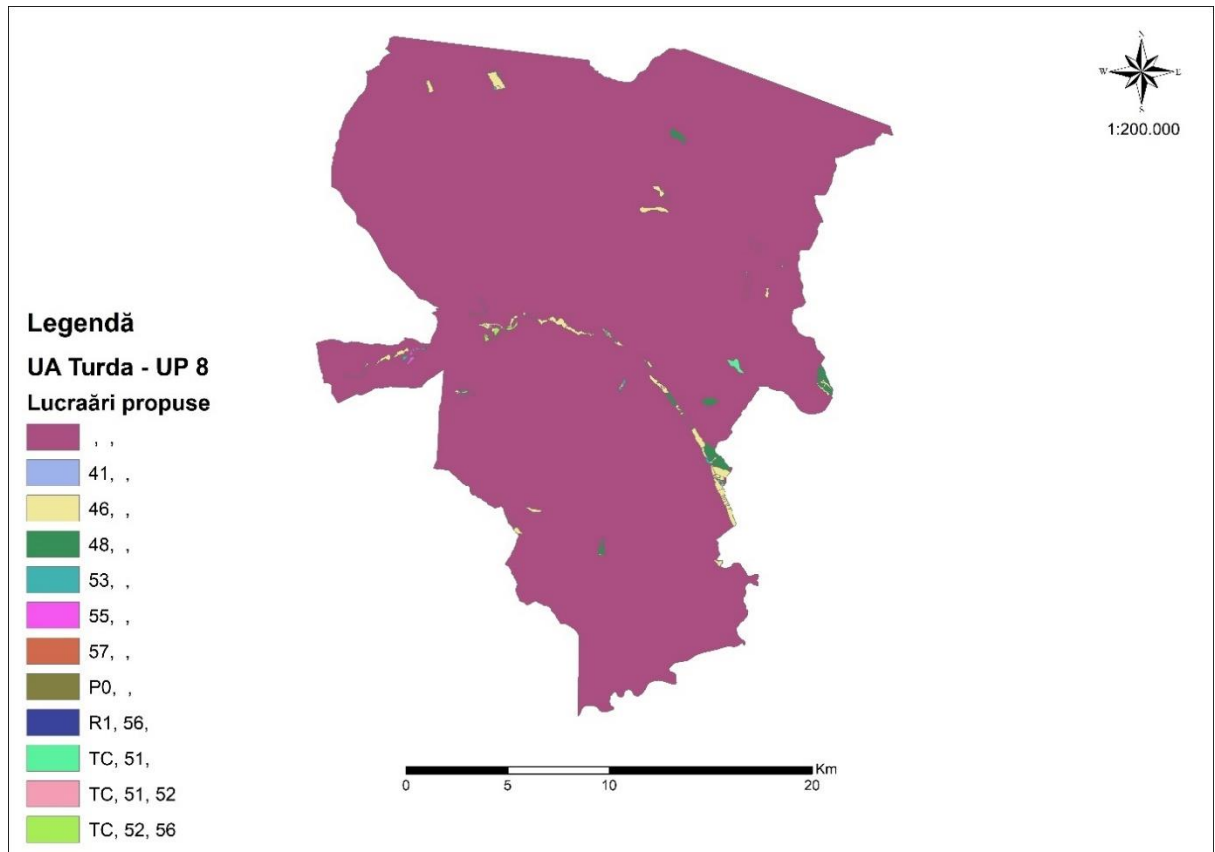 N
W E
S
1:200.000
Legendă
UA Turda - UP 8
Lucraări propuse
, ,
41, ,
46, ,
48, ,
53, ,
55, ,
57, ,
P0, ,
R1, 56,
TC, 51,
TC, 51, 52
TC, 52, 56
Km
0 5 10 20